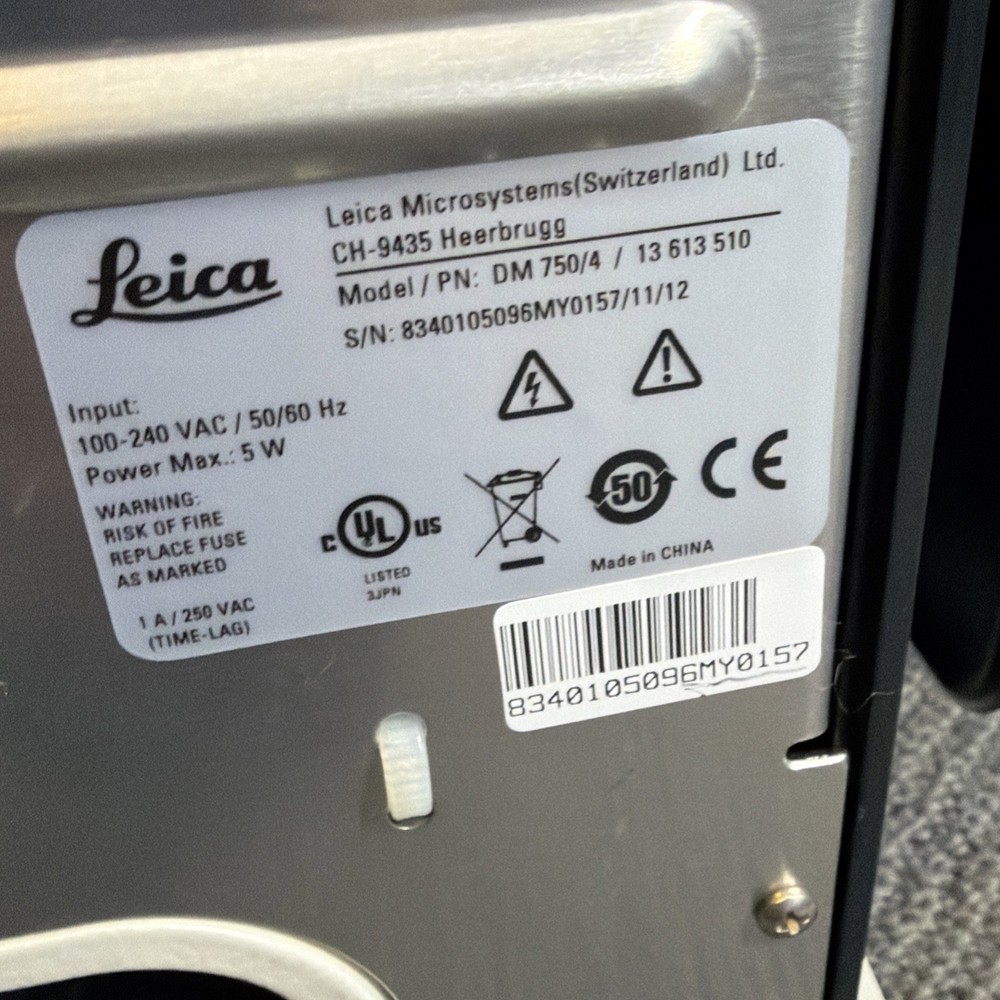 Leica
Leica Microsystems(Switzerland) Ltd.
CH-9435 Heerbrugg
Model / PN: DM 750/4 / 13 613 510
S/N: 8340105096MY0157/11/12
Input:
100-240 VAC / 50/60 Hz
Power Max.: 5 W
WARNING:
RISK OF FIRE
REPLACE FUSE
AS MARKED
1 A / 250 VAC
(TIME-LAG)
C UL US
LISTED
3JPN
50
CE
Made in CHINA
8340105096MY0157